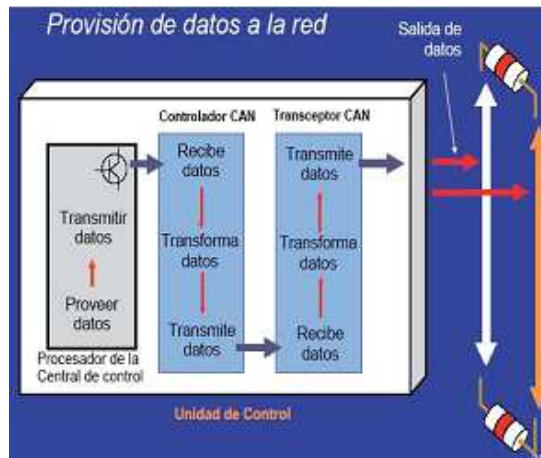 Provisión de datos a la red
Salida de
datos
Controlador CAN
Transceptor CAN
Recibe
datos
Transmite
datos
Transmitir
datos
Transforma
datos
Transforma
datos
Proveer
datos
Transmite
datos
Recibe
datos
Procesador de la
Central de control
Unidad de Control